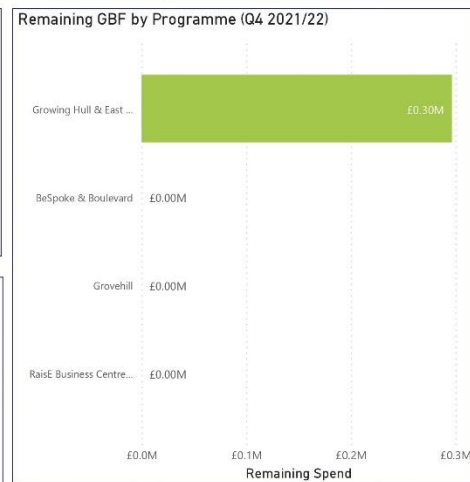 Remaining GBF by Programme (Q4 2021/22)
Growing Hull & East ...
£0.30M
BeSpoke & Boulevard
£0.00M
Grovehill
£0.00M
RaisE Business Centre...
£0.00M
£0.0M
£0.1M
£0.2M
£0.3M
Remaining Spend